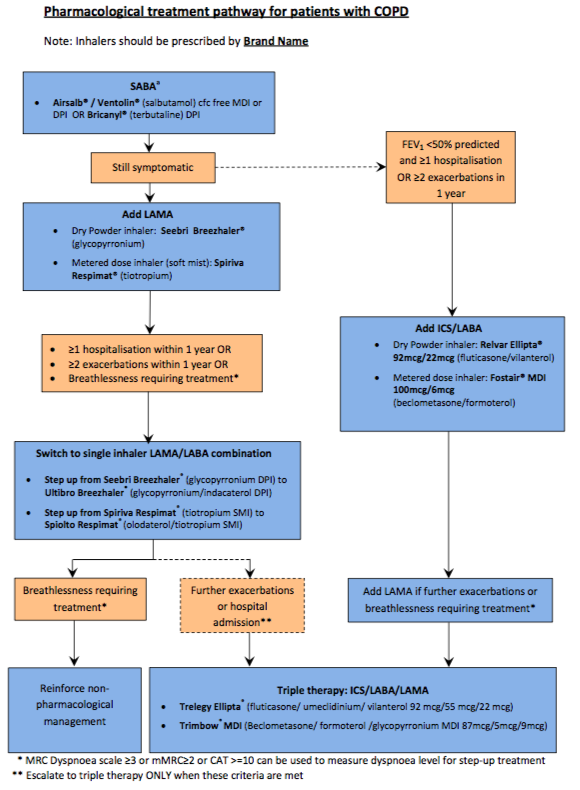 Pharmacological treatment pathway for patients with COPD
Note: Inhalers should be prescribed by Brand Name
SABAª
• Airsalb® / Ventolin® (salbutamol) cfc free MDI or
DPI OR Bricanyl® (terbutaline) DPI
Still symptomatic
FEV₁ <50% predicted
and ≥1 hospitalisation
OR ≥2 exacerbations in
1 year
Add LAMA
• Dry Powder inhaler: Seebri Breezhaler®
(glycopyrronium)
• Metered dose inhaler (soft mist): Spiriva
Respimat® (tiotropium)
• ≥1 hospitalisation within 1 year OR
• ≥2 exacerbations within 1 year OR
• Breathlessness requiring treatment*
Add ICS/LABA
• Dry Powder inhaler: Relvar Ellipta®
92mcg/22mcg (fluticasone/vilanterol)
• Metered dose inhaler: Fostair® MDI
100mcg/6mcg
(beclometasone/formoterol)
Switch to single inhaler LAMA/LABA combination
• Step up from Seebri Breezhaler* (glycopyrronium DPI) to
Ultibro Breezhaler* (glycopyrronium/indacaterol DPI)
• Step up from Spiriva Respimat* (tiotropium SMI) to
Spiolto Respimat* (olodaterol/tiotropium SMI)
Breathlessness requiring
treatment*
Further exacerbations
or hospital
admission**
Add LAMA if further exacerbations or
breathlessness requiring treatment*
Reinforce non-
pharmacological
management
Triple therapy: ICS/LABA/LAMA
• Trelegy Ellipta* (fluticasone/ umeclidinium/ vilanterol 92 mcg/55 mcg/22 mcg)
• Trimbow* MDI (Beclometasone/ formoterol /glycopyrronium MDI 87mcg/5mcg/9mcg)
* MRC Dyspnoea scale ≥3 or mMRC≥2 or CAT >=10 can be used to measure dyspnoea level for step-up treatment
** Escalate to triple therapy ONLY when these criteria are met